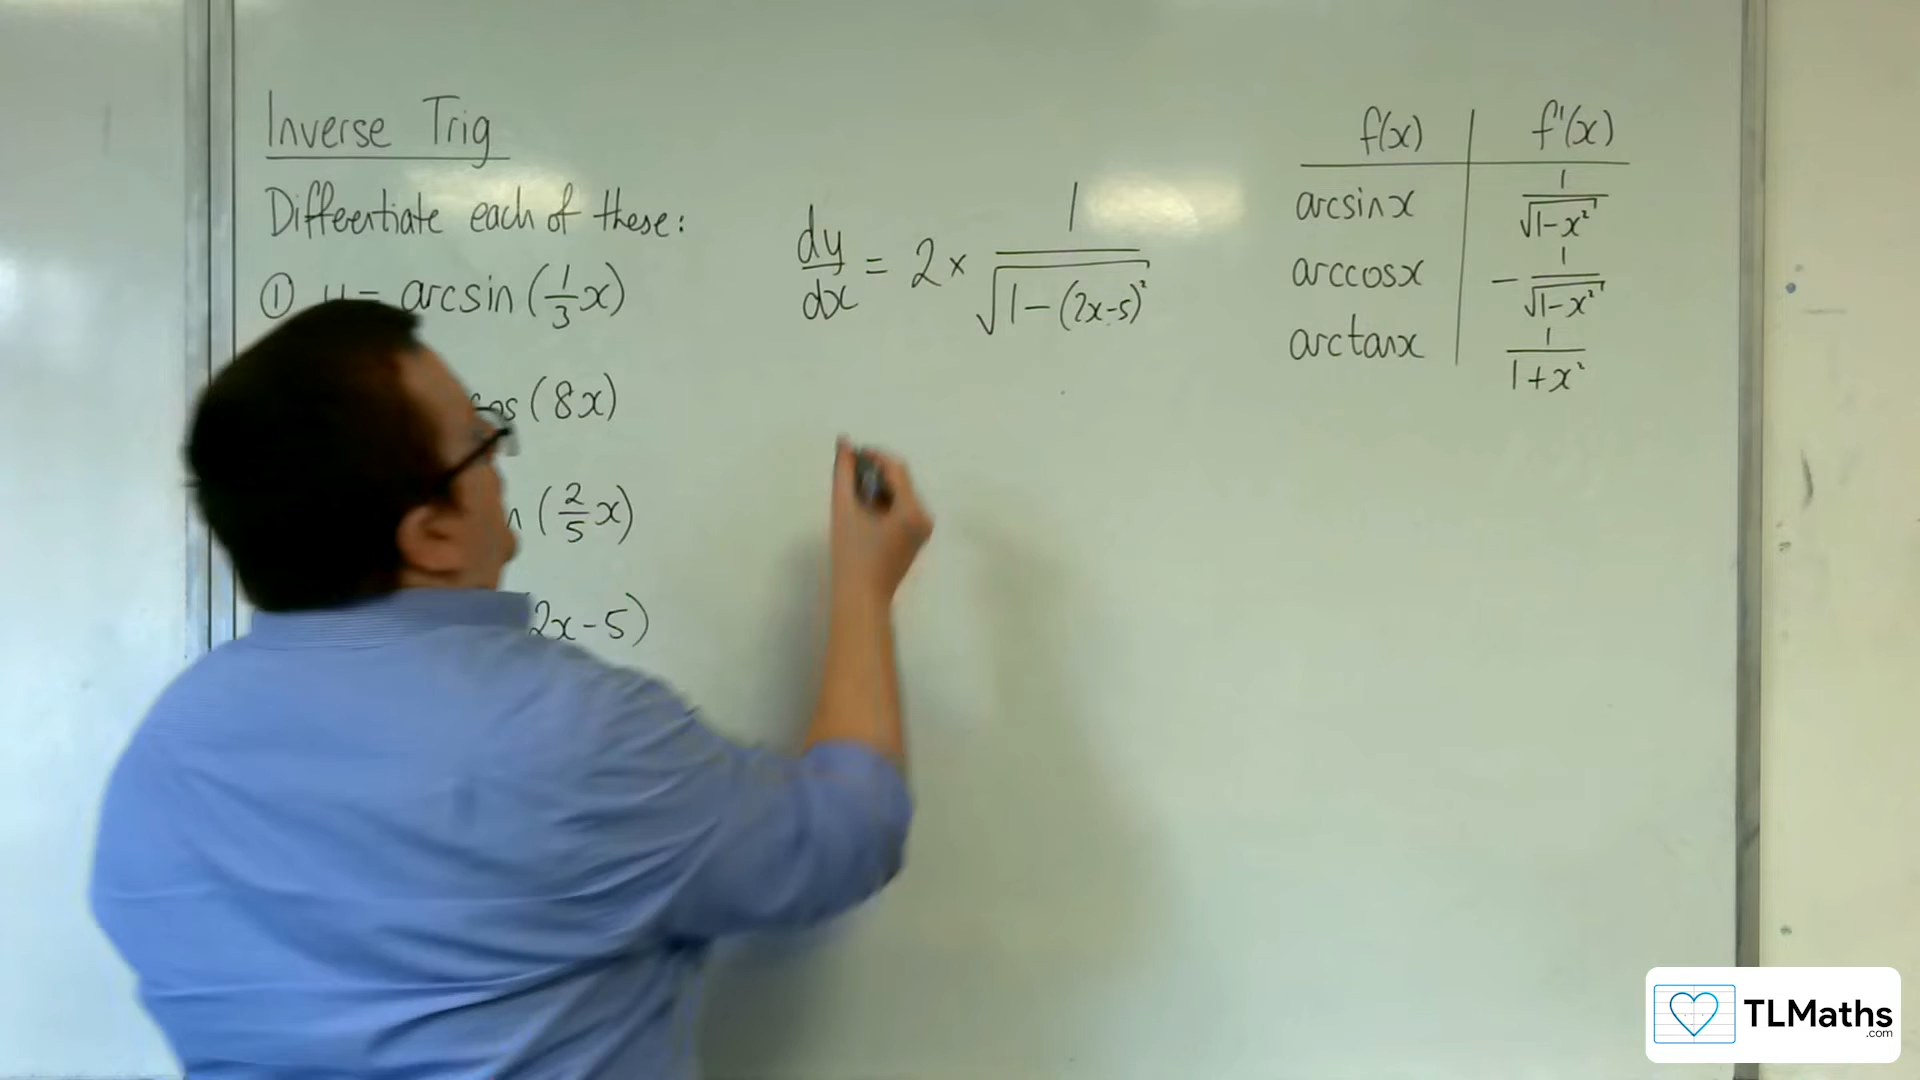 Inverse Trig
Differentiate each of these:
① y = arcsin (1/3 x)
cos (8x)
n (2/5 x)
2x-5)
dy/dx = 2 × 1/√(1-(2x-5)²)
f(x) | f'(x)
arcsinx | 1/√(1-x²)
arccosx | -1/√(1-x²)
arctanx | 1/(1+x²)
TLMaths
.com